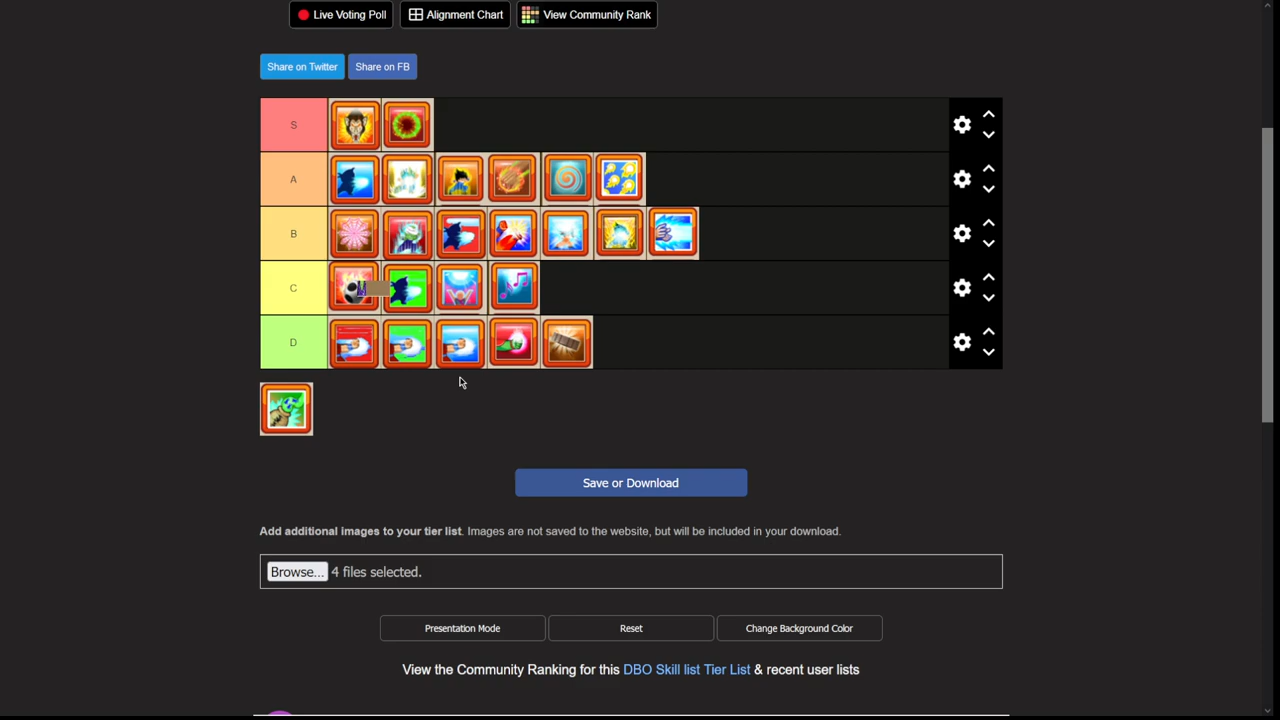 Live Voting Poll
Alignment Chart
View Community Rank
Share on Twitter
Share on FB
S
A
B
C
D
Save or Download
Add additional images to your tier list. Images are not saved to the website, but will be included in your download.
Browse... 4 files selected.
Presentation Mode
Reset
Change Background Color
View the Community Ranking for this DBO Skill list Tier List & recent user lists